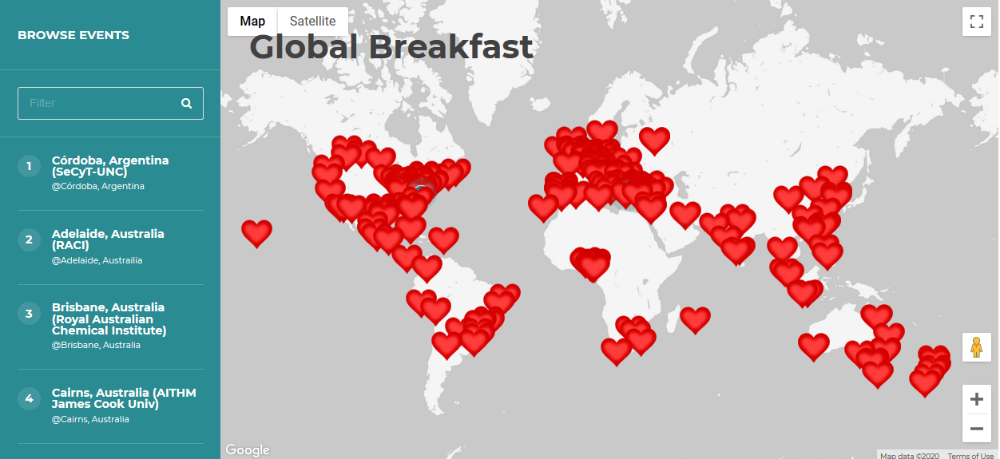 BROWSE EVENTS
Filter
1
Córdoba, Argentina
(SeCyT-UNC)
@Córdoba, Argentina
2
Adelaide, Australia
(RACI)
@Adelaide, Austrailia
3
Brisbane, Australia
(Royal Australian
Chemical Institute)
@Brisbane, Australia
4
Cairns, Australia (AITHM
James Cook Univ)
@Cairns, Australia
Map Satellite
Global Breakfast
Google
Map data ©2020 Terms of Use